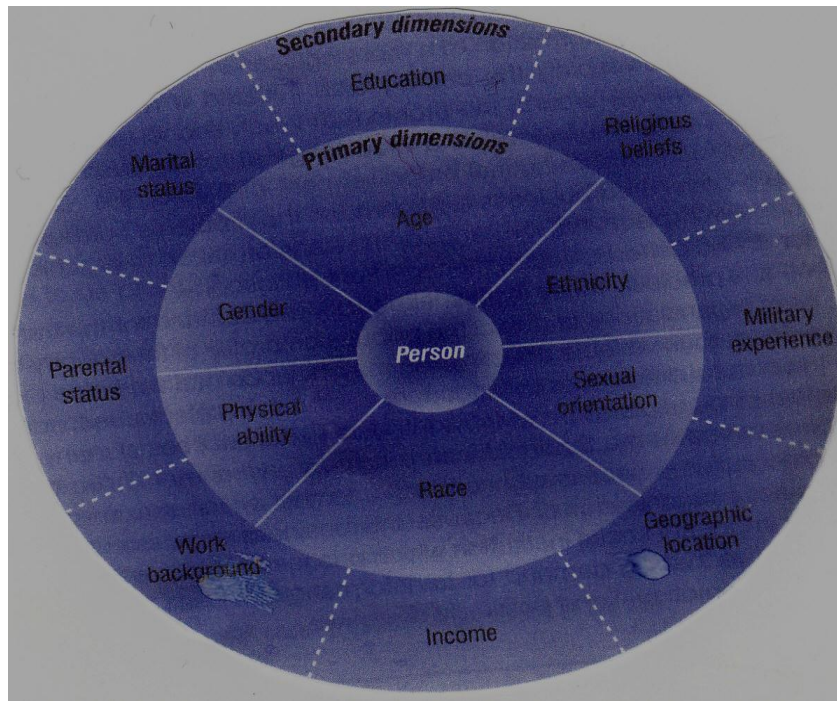 Secondary dimensions
Education
Religious
beliefs
Marital
status
Primary dimensions
Age
Gender
Ethnicity
Military
experience
Person
Parental
status
Physical
ability
Sexual
orientation
Race
Work
background
Geographic
location
Income